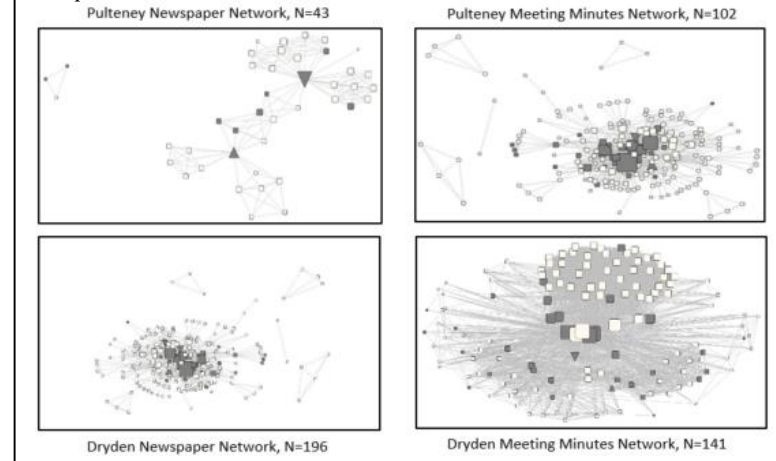 Pulteney Newspaper Network, N=43
Pulteney Meeting Minutes Network, N=102
Dryden Newspaper Network, N=196
Dryden Meeting Minutes Network, N=141